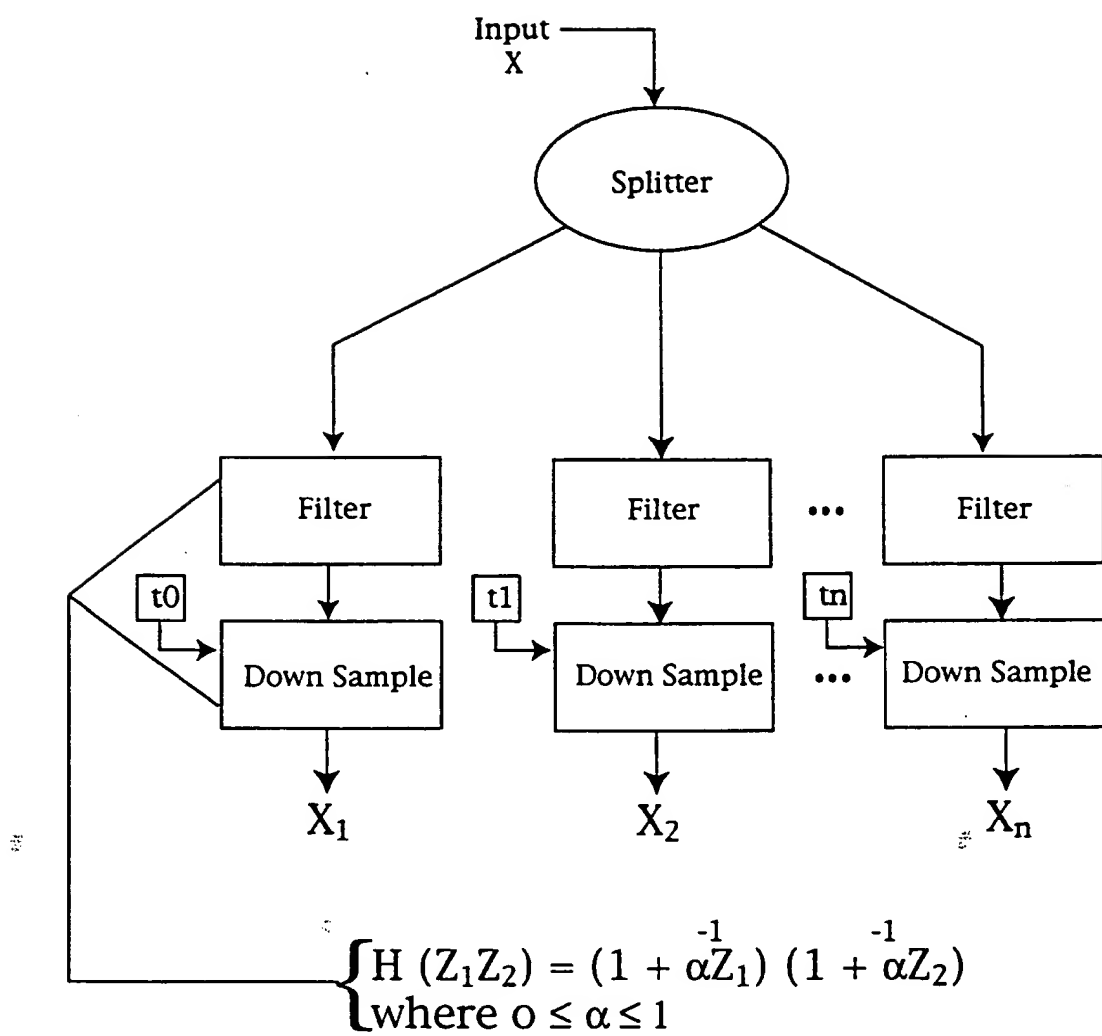 Input
X
Splitter
Filter
Filter
•••
Filter
t0
t1
tn
Down Sample
Down Sample
•••
Down Sample
X₁
X₂
Xₙ
H (Z₁Z₂) = (1 + αZ₁⁻¹) (1 + αZ₂⁻¹)
where o ≤ α ≤ 1